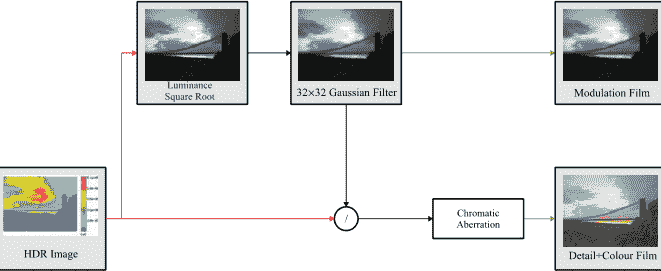 Luminance
Square Root
32×32 Gaussian Filter
Modulation Film
HDR Image
/
Chromatic
Aberration
Detail+Colour Film